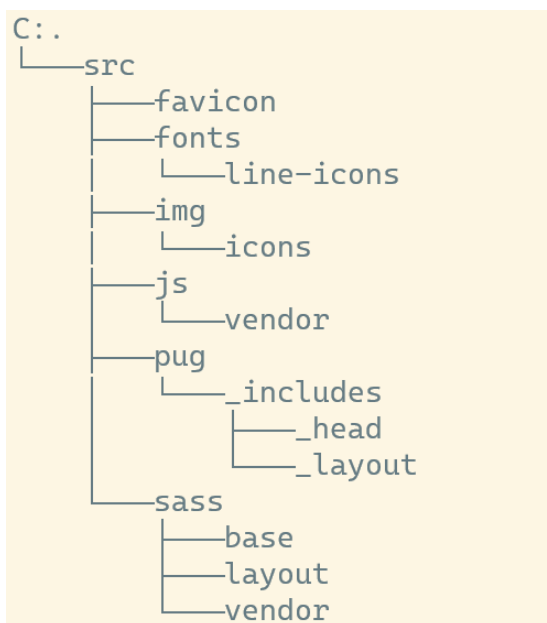 C:.
└───src
    ├───favicon
    ├───fonts
    │   └───line-icons
    ├───img
    │   └───icons
    ├───js
    │   └───vendor
    ├───pug
    │   └───_includes
    │       ├───_head
    │       └───_layout
    └───sass
        ├───base
        ├───layout
        └───vendor